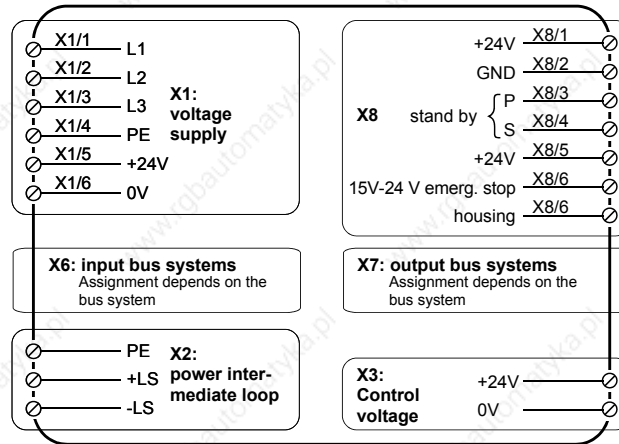 X1/1 L1
X1/2 L2
X1/3 L3
X1/4 PE
X1/5 +24V
X1/6 0V
X1:
voltage
supply
+24V X8/1
GND X8/2
P X8/3
X8 stand by
S X8/4
+24V X8/5
15V-24 V emerg. stop X8/6
housing X8/6
X6: input bus systems
Assignment depends on the
bus system
X7: output bus systems
Assignment depends on the
bus system
PE
+LS
-LS
X2:
power inter-
mediate loop
X3:
Control
voltage
+24V
0V
www.rgbautomatyka.pl